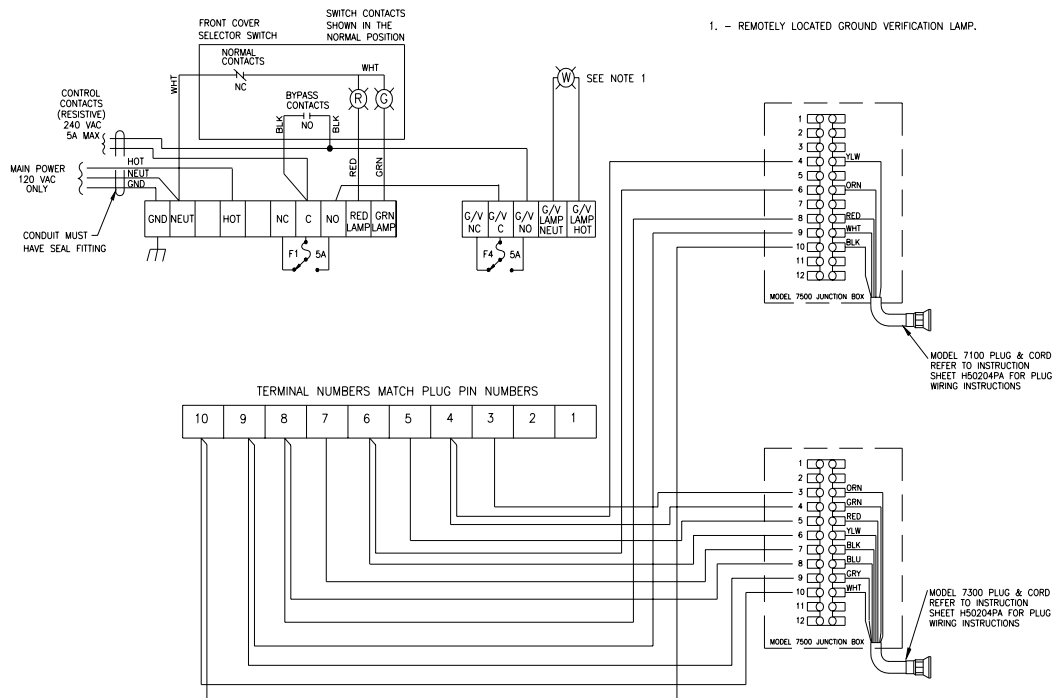 SWITCH CONTACTS
SHOWN IN THE
NORMAL POSITION
FRONT COVER
SELECTOR SWITCH
1. – REMOTELY LOCATED GROUND VERIFICATION LAMP.
NORMAL
CONTACTS
WHT
NC
WHT
R
G
BYPASS
CONTACTS
NO
BLK
BLK
RED
GRN
W
SEE NOTE 1
CONTROL
CONTACTS
(RESISTIVE)
240 VAC
5A MAX
MAIN POWER
120 VAC
ONLY
HOT
NEUT
GND
CONDUIT MUST
HAVE SEAL FITTING
GND
NEUT
HOT
NC
C
NO
RED
LAMP
GRN
LAMP
F1
5A
G/V
NC
G/V
C
G/V
NO
G/V
LAMP
NEUT
G/V
LAMP
HOT
F4
5A
1
2
3
4
5
6
7
8
9
10
11
12
YLW
ORN
RED
WHT
BLK
MODEL 7500 JUNCTION BOX
MODEL 7100 PLUG & CORD
REFER TO INSTRUCTION
SHEET H50204PA FOR PLUG
WIRING INSTRUCTIONS
TERMINAL NUMBERS MATCH PLUG PIN NUMBERS
10 9 8 7 6 5 4 3 2 1
1
2
3
4
5
6
7
8
9
10
11
12
ORN
GRN
RED
YLW
BLK
BLU
GRY
WHT
MODEL 7500 JUNCTION BOX
MODEL 7300 PLUG & CORD
REFER TO INSTRUCTION
SHEET H50204PA FOR PLUG
WIRING INSTRUCTIONS